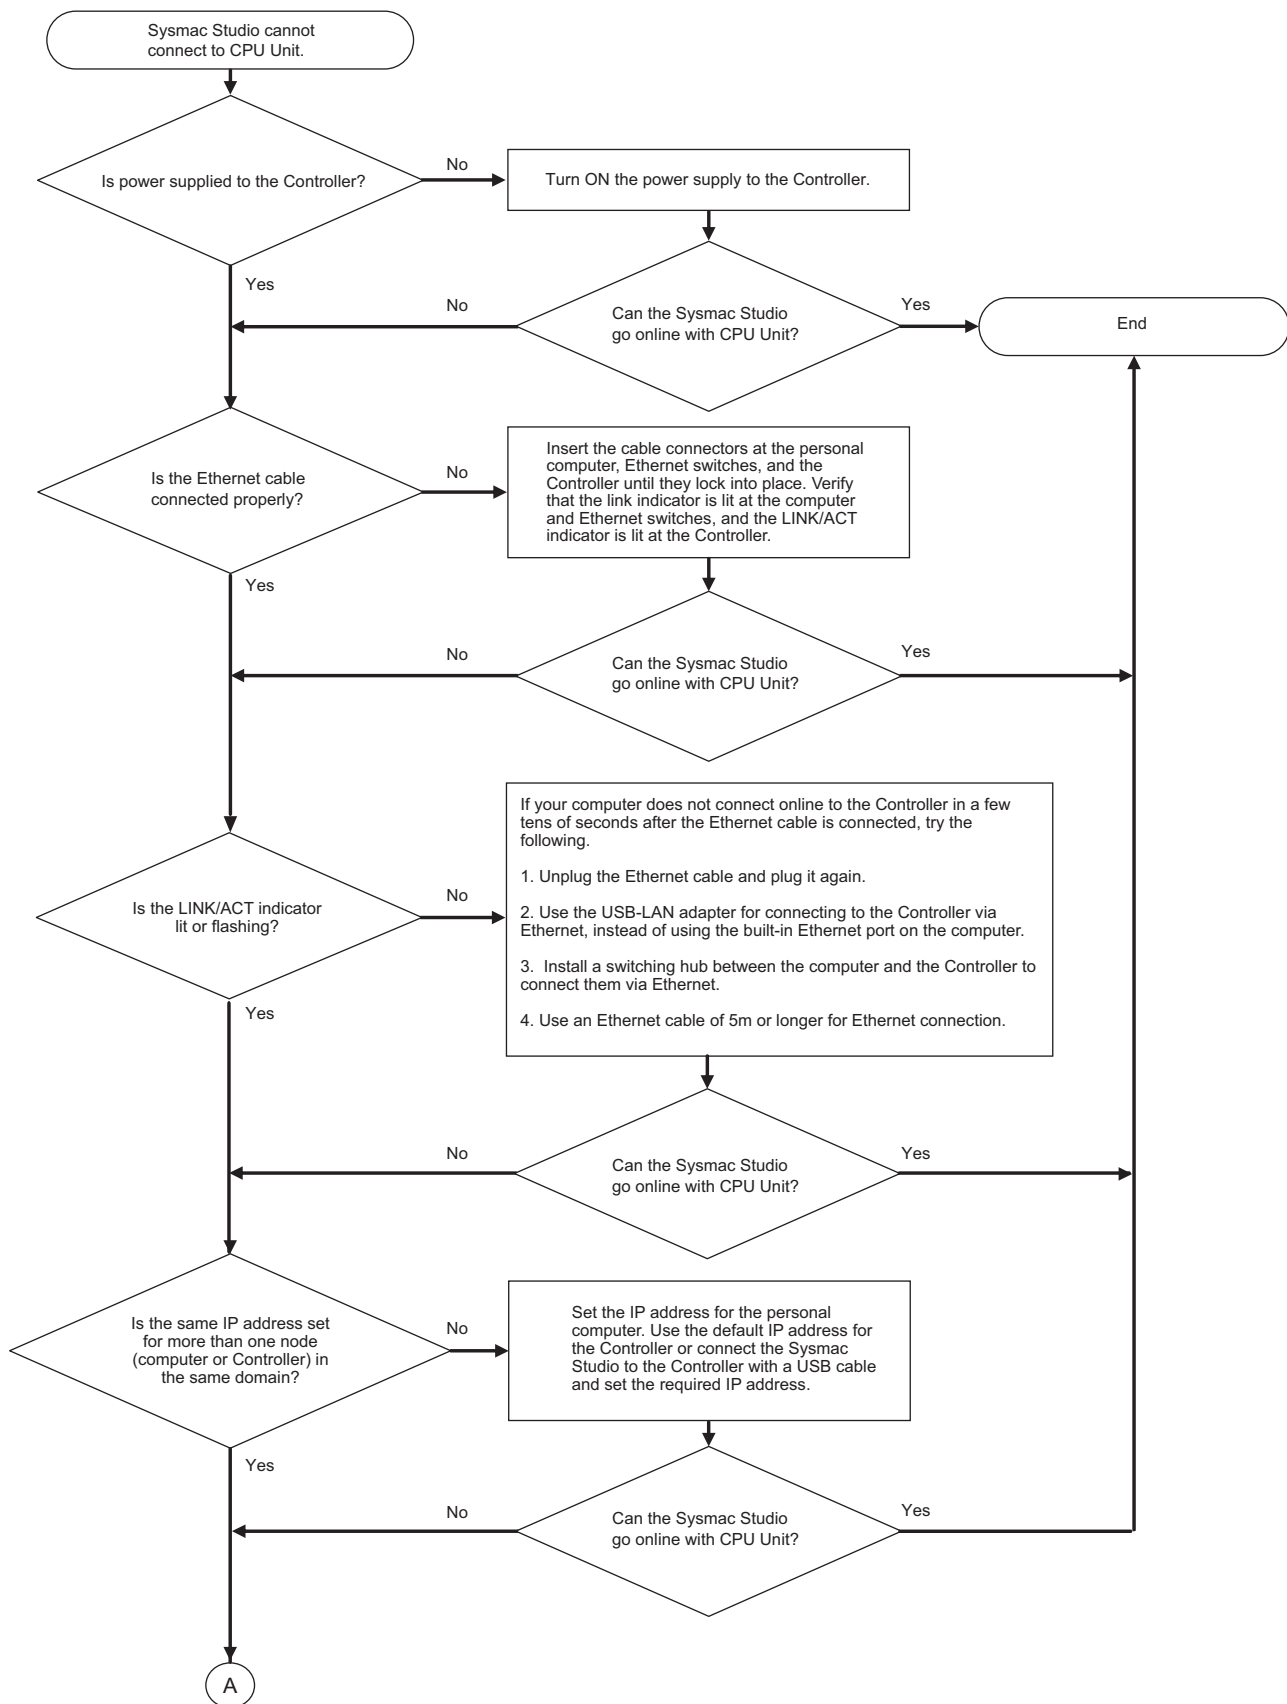 Sysmac Studio cannot
connect to CPU Unit.
Is power supplied to the Controller?
No
Turn ON the power supply to the Controller.
Yes
No
Can the Sysmac Studio
go online with CPU Unit?
Yes
End
Is the Ethernet cable
connected properly?
No
Insert the cable connectors at the personal
computer, Ethernet switches, and the
Controller until they lock into place. Verify
that the link indicator is lit at the computer
and Ethernet switches, and the LINK/ACT
indicator is lit at the Controller.
Yes
No
Can the Sysmac Studio
go online with CPU Unit?
Yes
Is the LINK/ACT indicator
lit or flashing?
No
If your computer does not connect online to the Controller in a few
tens of seconds after the Ethernet cable is connected, try the
following.
1. Unplug the Ethernet cable and plug it again.
2. Use the USB-LAN adapter for connecting to the Controller via
Ethernet, instead of using the built-in Ethernet port on the computer.
3. Install a switching hub between the computer and the Controller to
connect them via Ethernet.
4. Use an Ethernet cable of 5m or longer for Ethernet connection.
Yes
No
Can the Sysmac Studio
go online with CPU Unit?
Yes
Is the same IP address set
for more than one node
(computer or Controller) in
the same domain?
No
Set the IP address for the personal
computer. Use the default IP address for
the Controller or connect the Sysmac
Studio to the Controller with a USB cable
and set the required IP address.
Yes
No
Can the Sysmac Studio
go online with CPU Unit?
Yes
A